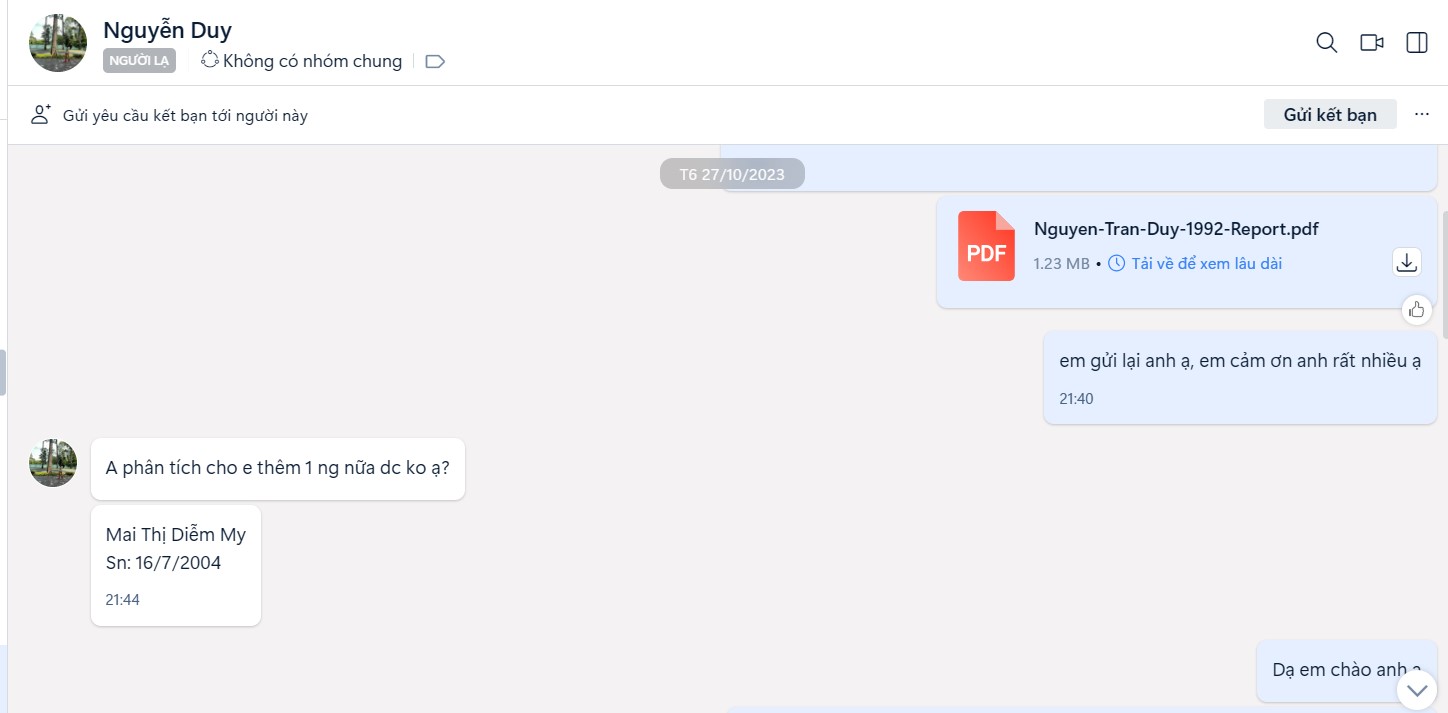 Nguyễn Duy
NGƯỜI LẠ
Không có nhóm chung
Gửi yêu cầu kết bạn tới người này
Gửi kết bạn
T6 27/10/2023
PDF
Nguyen-Tran-Duy-1992-Report.pdf
1.23 MB • Tải về để xem lâu dài
em gửi lại anh ạ, em cảm ơn anh rất nhiều ạ
21:40
A phân tích cho e thêm 1 ng nữa dc ko ạ?
Mai Thị Diễm My
Sn: 16/7/2004
21:44
Dạ em chào anh